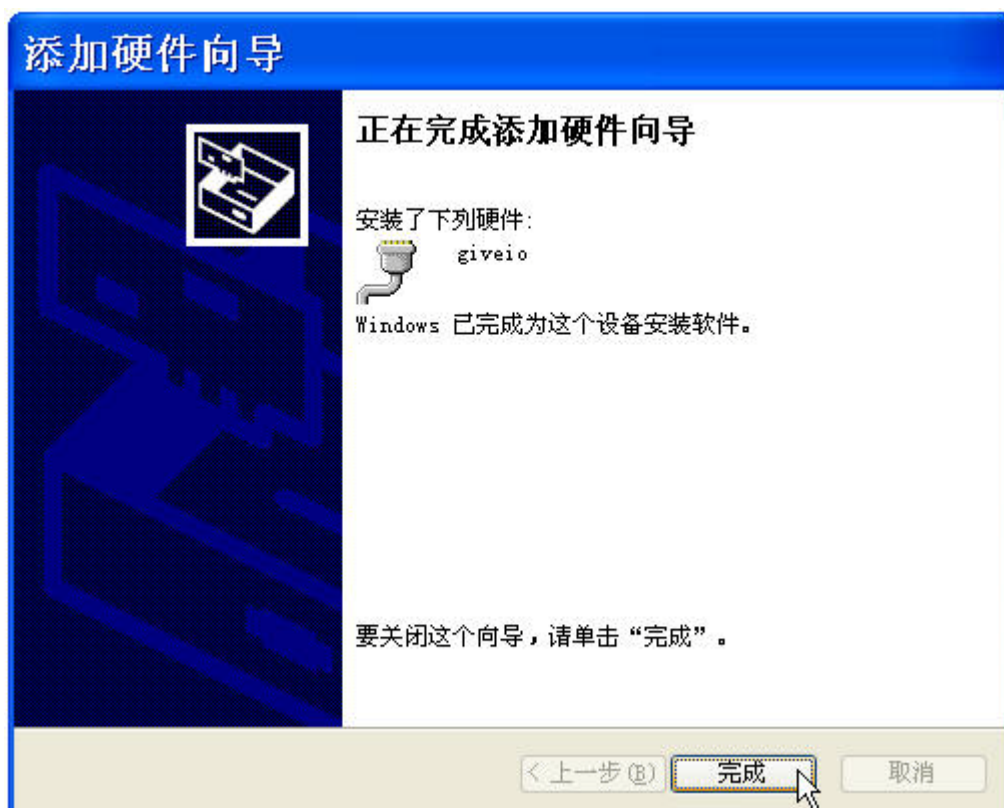 添加硬件向导
正在完成添加硬件向导
安装了下列硬件:
giveio
Windows 已完成为这个设备安装软件。
要关闭这个向导，请单击“完成”。
< 上一步(B) 完成 取消